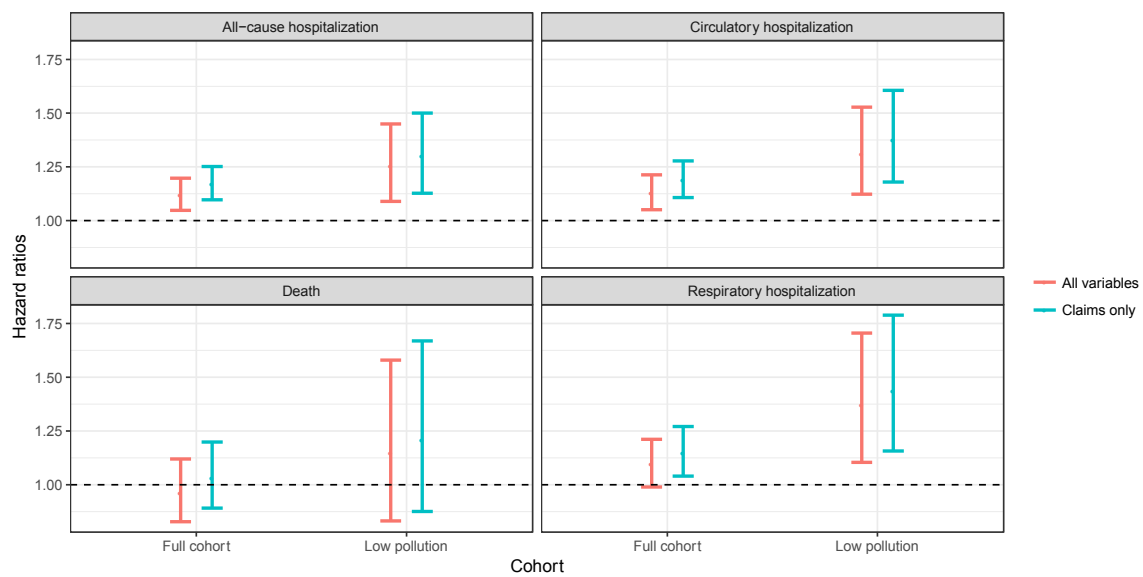 All−cause hospitalization
Circulatory hospitalization
1.75
1.50
1.25
1.00
Death
Respiratory hospitalization
1.75
1.50
1.25
1.00
Hazard ratios
All variables
Claims only
Full cohort
Low pollution
Full cohort
Low pollution
Cohort